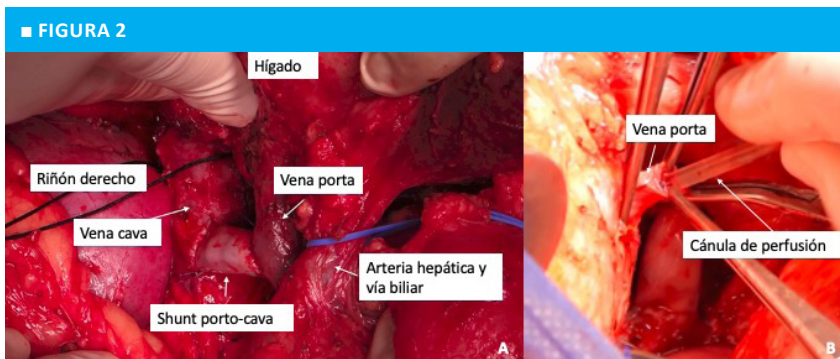 ■ FIGURA 2
Hígado
Riñón derecho
Vena porta
Vena cava
Arteria hepática y
vía biliar
Shunt porto-cava
A
Vena porta
Cánula de perfusión
B